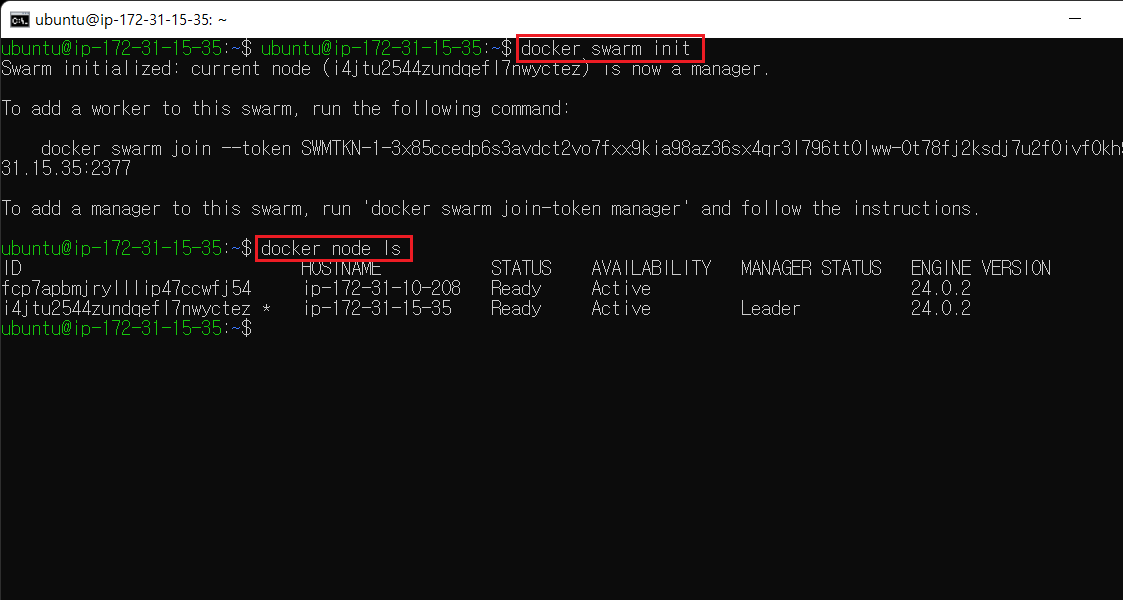 ubuntu@ip-172-31-15-35: ~
ubuntu@ip-172-31-15-35:~$ ubuntu@ip-172-31-15-35:~$ docker swarm init
Swarm initialized: current node (i4jtu2544zundqefl7nwyctez) is now a manager.
To add a worker to this swarm, run the following command:
docker swarm join --token
31.15.35:2377
To add a manager to this swarm, run 'docker swarm join-token manager' and follow the instructions.
ubuntu@ip-172-31-15-35:~$ docker node ls
ID HOSTNAME STATUS AVAILABILITY MANAGER STATUS ENGINE VERSION
fcp7apbmjrylllip47ccwfj54 ip-172-31-10-208 Ready Active 24.0.2
i4jtu2544zundqefl7nwyctez * ip-172-31-15-35 Ready Active Leader 24.0.2
ubuntu@ip-172-31-15-35:~$